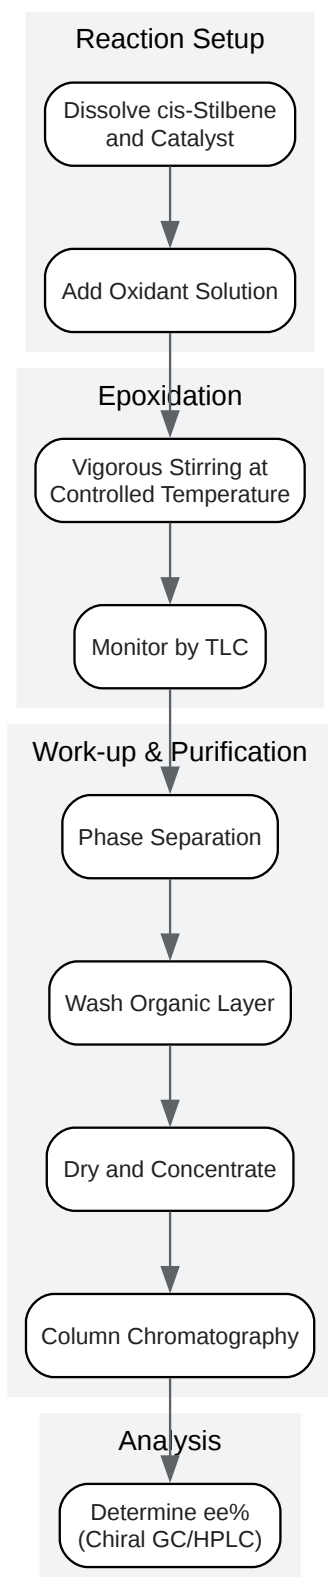 Reaction Setup
Dissolve cis-Stilbene
and Catalyst
Add Oxidant Solution
Epoxidation
Vigorous Stirring at
Controlled Temperature
Monitor by TLC
Work-up & Purification
Phase Separation
Wash Organic Layer
Dry and Concentrate
Column Chromatography
Analysis
Determine ee%
(Chiral GC/HPLC)